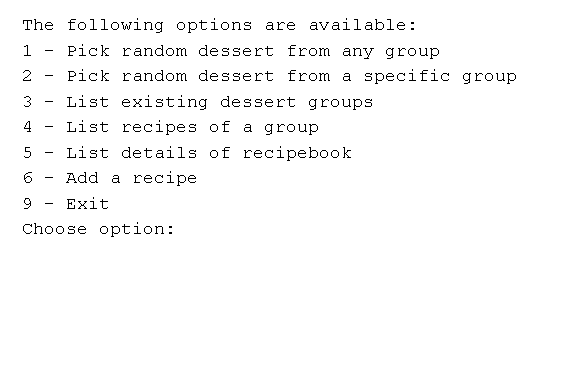 The following options are available:
1 - Pick random dessert from any group
2 - Pick random dessert from a specific group
3 - List existing dessert groups
4 - List recipes of a group
5 - List details of recipebook
6 - Add a recipe
9 - Exit
Choose option: